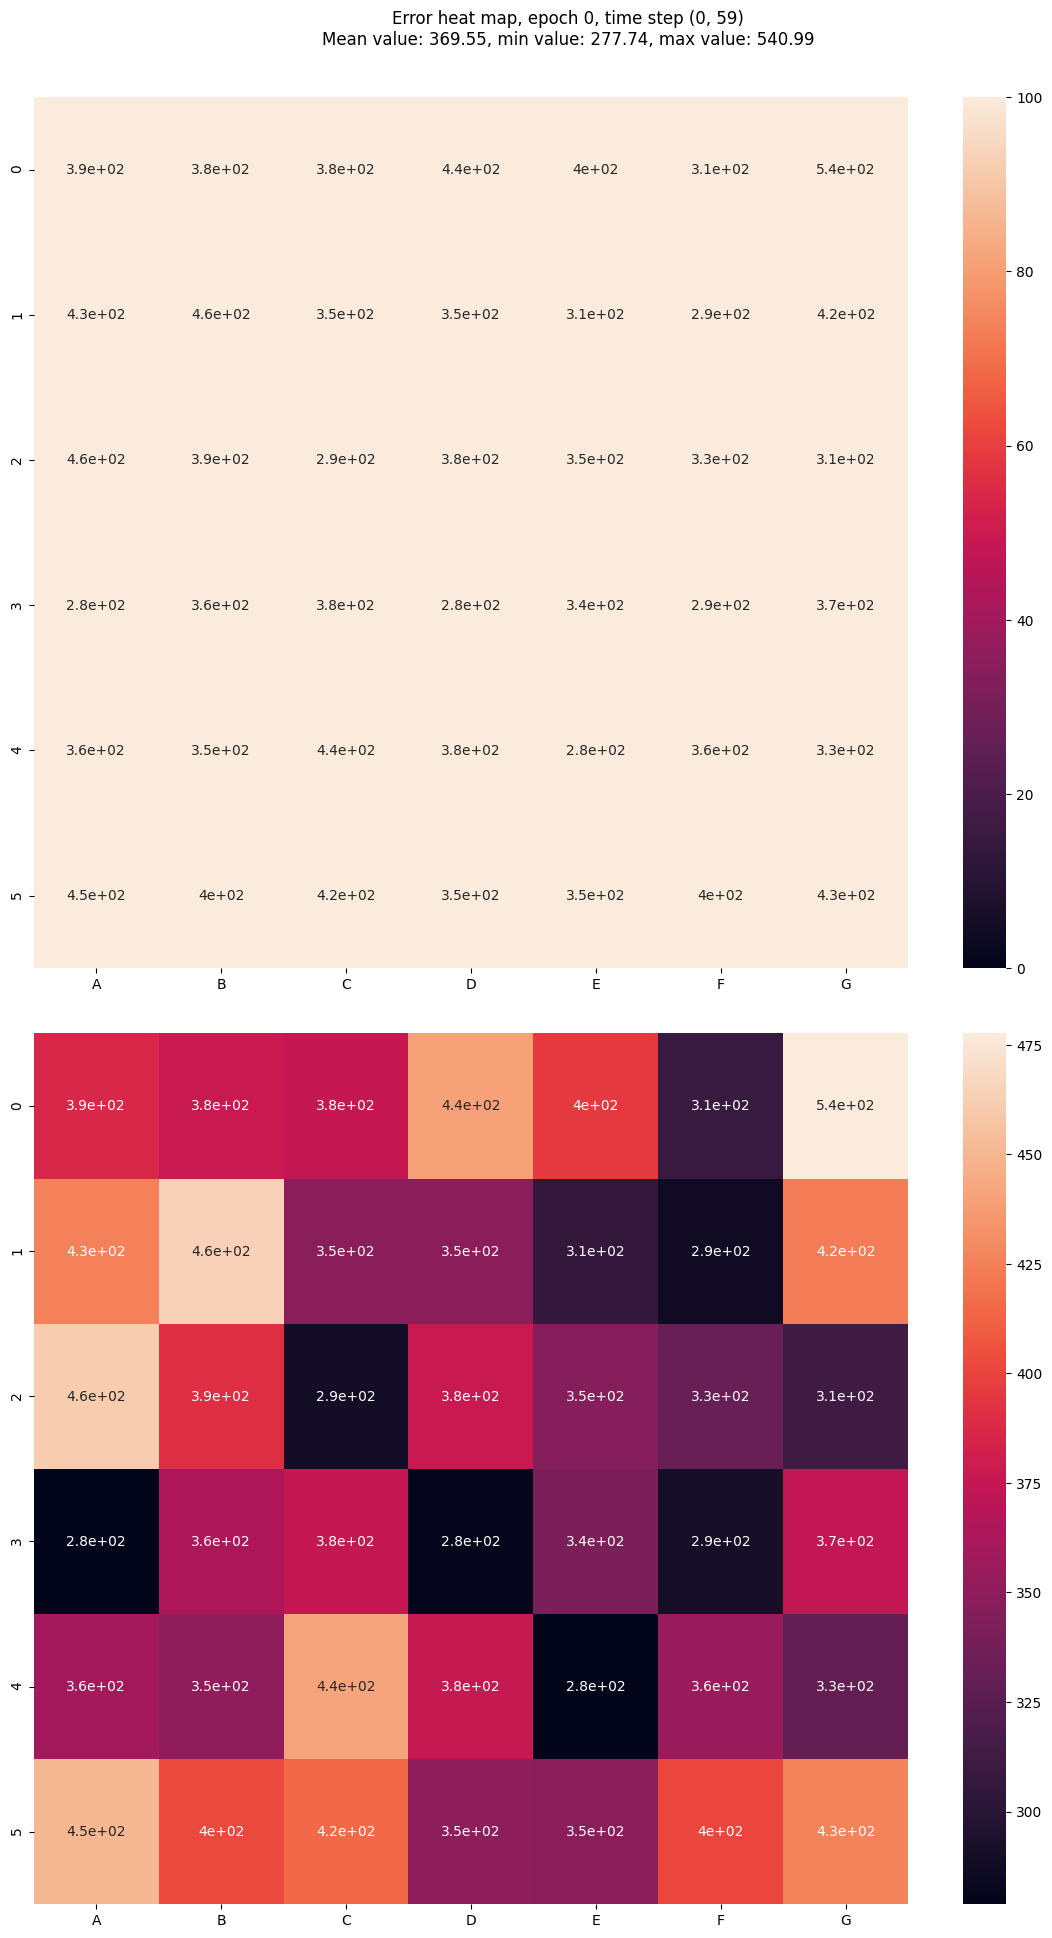 Error heat map, epoch 0, time step (0, 59)
Mean value: 369.55, min value: 277.74, max value: 540.99
0 3.9e+02 3.8e+02 3.8e+02 4.4e+02 4e+02 3.1e+02 5.4e+02
1 4.3e+02 4.6e+02 3.5e+02 3.5e+02 3.1e+02 2.9e+02 4.2e+02
2 4.6e+02 3.9e+02 2.9e+02 3.8e+02 3.5e+02 3.3e+02 3.1e+02
3 2.8e+02 3.6e+02 3.8e+02 2.8e+02 3.4e+02 2.9e+02 3.7e+02
4 3.6e+02 3.5e+02 4.4e+02 3.8e+02 2.8e+02 3.6e+02 3.3e+02
5 4.5e+02 4e+02 4.2e+02 3.5e+02 3.5e+02 4e+02 4.3e+02
A B C D E F G
100
80
60
40
20
0
0 3.9e+02 3.8e+02 3.8e+02 4.4e+02 4e+02 3.1e+02 5.4e+02
1 4.3e+02 4.6e+02 3.5e+02 3.5e+02 3.1e+02 2.9e+02 4.2e+02
2 4.6e+02 3.9e+02 2.9e+02 3.8e+02 3.5e+02 3.3e+02 3.1e+02
3 2.8e+02 3.6e+02 3.8e+02 2.8e+02 3.4e+02 2.9e+02 3.7e+02
4 3.6e+02 3.5e+02 4.4e+02 3.8e+02 2.8e+02 3.6e+02 3.3e+02
5 4.5e+02 4e+02 4.2e+02 3.5e+02 3.5e+02 4e+02 4.3e+02
A B C D E F G
475
450
425
400
375
350
325
300